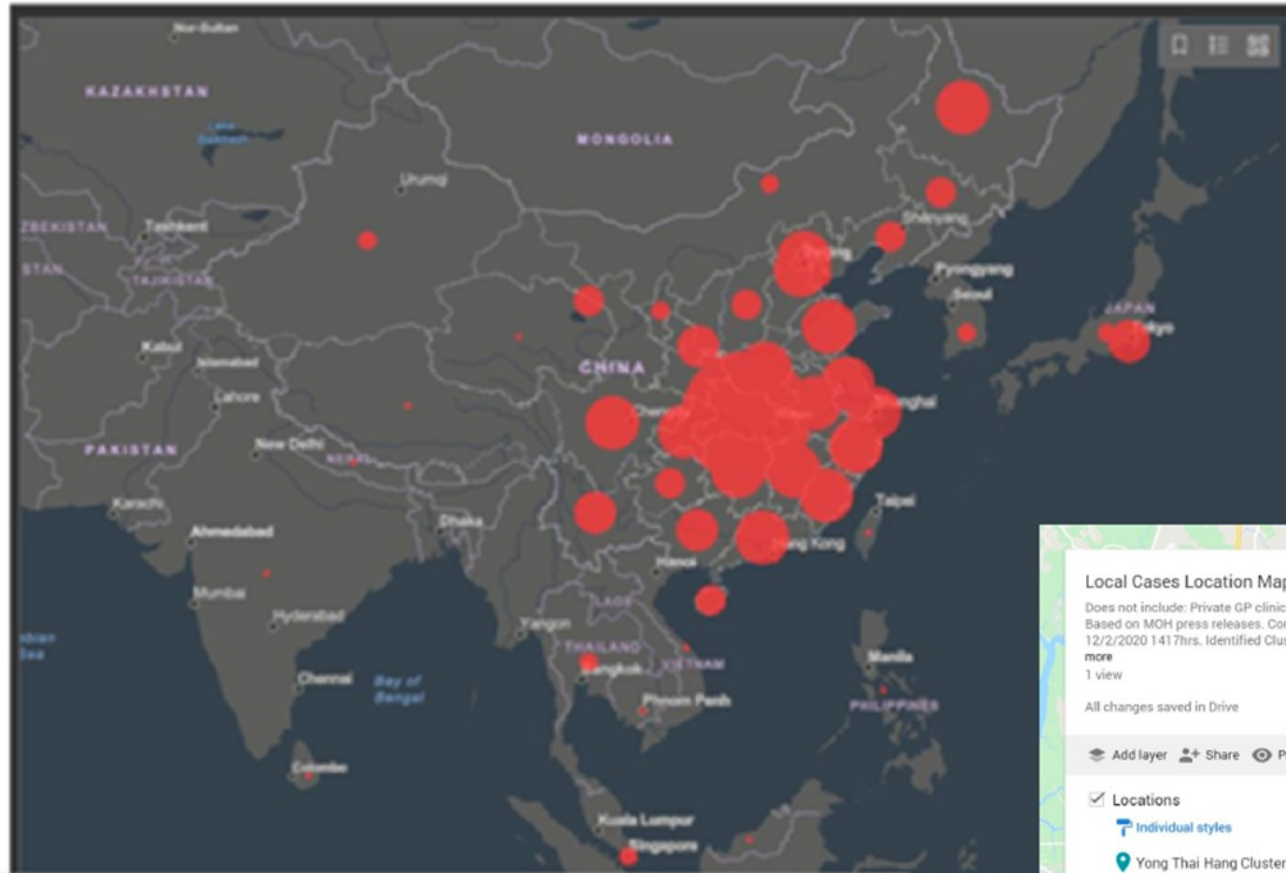 Nur-Sultan
KAZAKHSTAN
Lake
Balkhash
MONGOLIA
Urumqi
ZBEKISTAN
Tashkent
STAN
TAJIKISTAN
Shenyang
Beijing
Pyongyang
Seoul
JAPAN
Tokyo
Kabul
Islamabad
CHINA
Lahore
Chengdu
Shanghai
PAKISTAN
New Delhi
NEPAL
Karachi
Ahmedabad
Dhaka
Taipei
Hong Kong
Hanoi
Mumbai
LAOS
Hyderabad
Yangon
bian
Sea
THAILAND
VIETNAM
Manila
Bangkok
Chennai
Bay of
Bengal
Phnom Penh
PHILIPPINES
Colombo
Kuala Lumpur
Singapore
Local Cases Location Map
Does not include: Private GP clinic
Based on MOH press releases. Cor
12/2/2020 1417hrs. Identified Clus
more
1 view
All changes saved in Drive
Add layer Share P
Locations
Individual styles
Yong Thai Hang Cluster